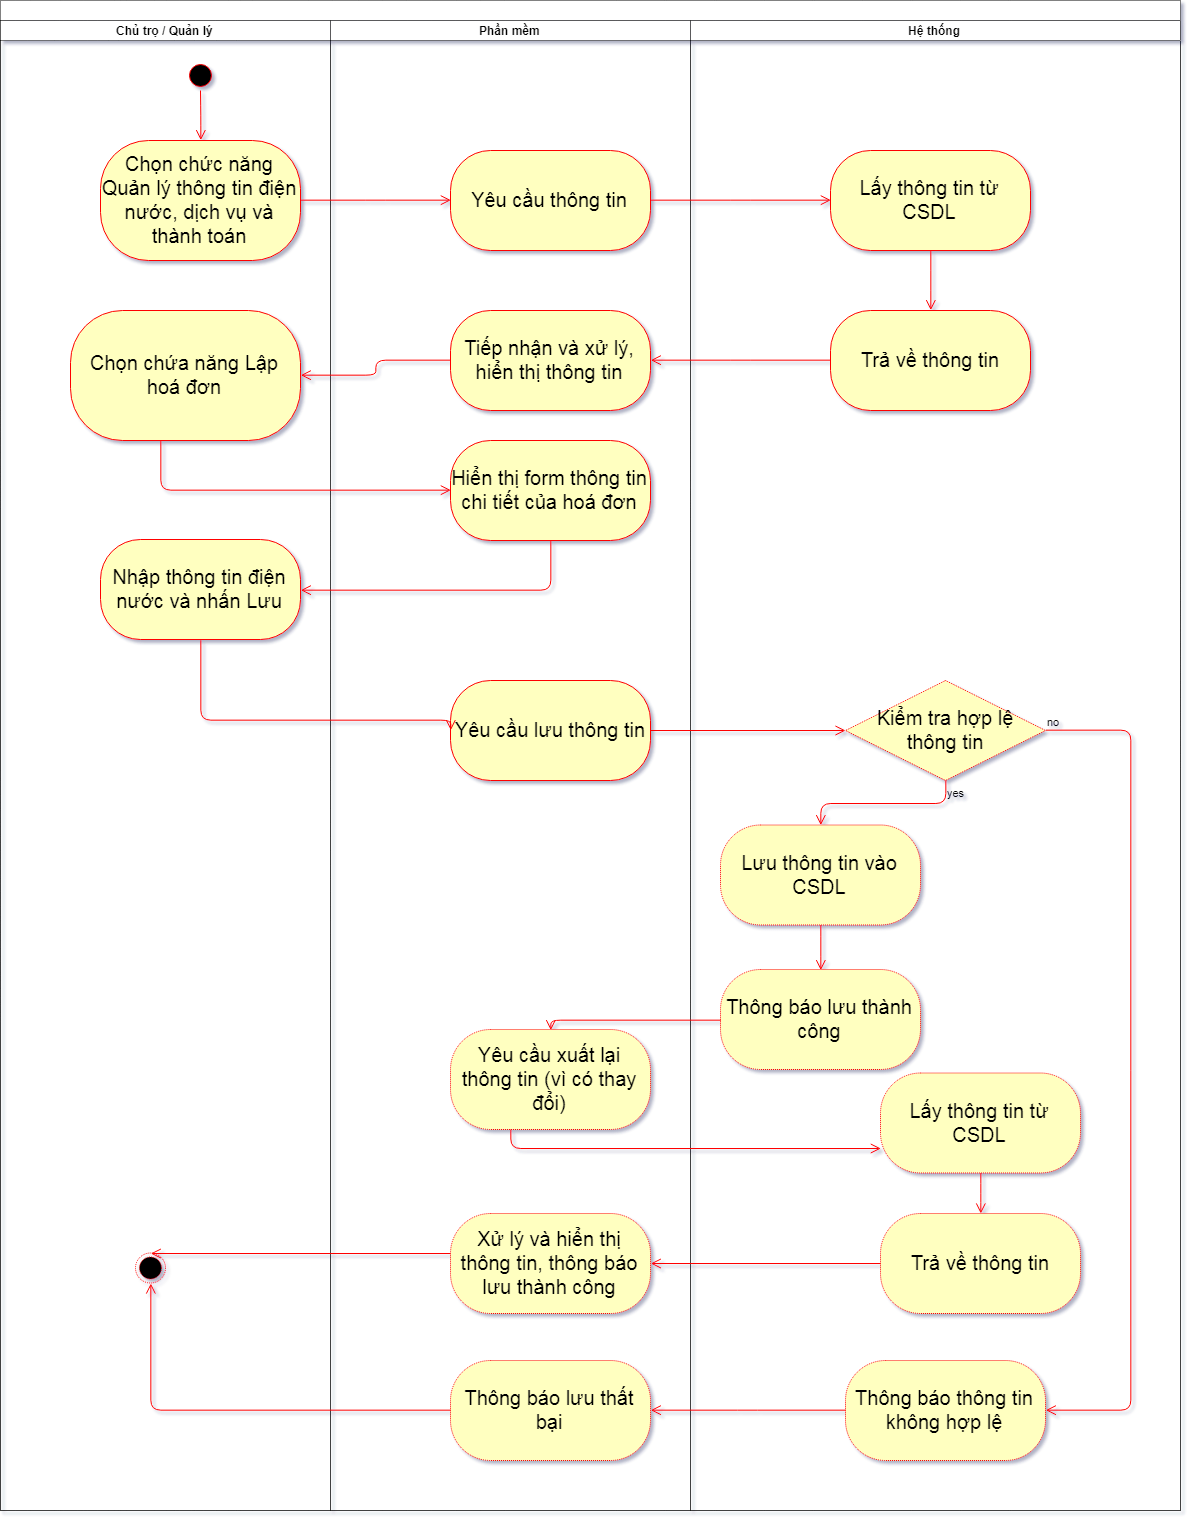 Chủ trọ / Quản lý
Phần mềm
Hệ thống
Chọn chức năng
Quản lý thông tin điện
nước, dịch vụ và
thành toán
Yêu cầu thông tin
Lấy thông tin từ
CSDL
Chọn chứa năng Lập
hoá đơn
Tiếp nhận và xử lý,
hiển thị thông tin
Trả về thông tin
Hiển thị form thông tin
chi tiết của hoá đơn
Nhập thông tin điện
nước và nhấn Lưu
Yêu cầu lưu thông tin
Kiểm tra hợp lệ
thông tin
no
yes
Lưu thông tin vào
CSDL
Thông báo lưu thành
công
Yêu cầu xuất lại
thông tin (vì có thay
đổi)
Lấy thông tin từ
CSDL
Xử lý và hiển thị
thông tin, thông báo
lưu thành công
Trả về thông tin
Thông báo lưu thất
bại
Thông báo thông tin
không hợp lệ